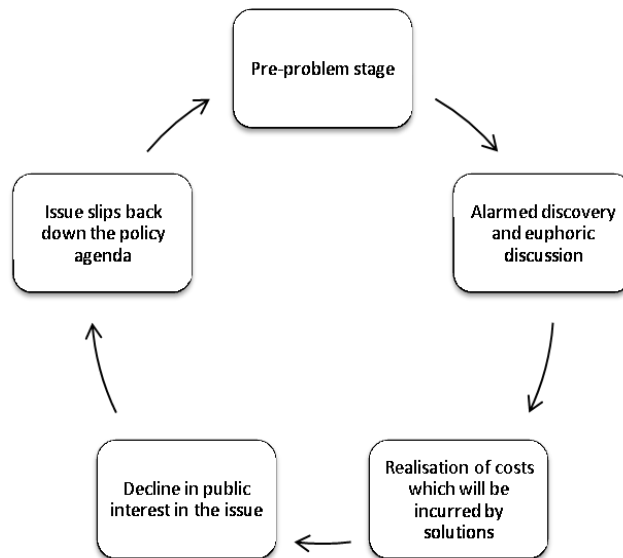 Pre-problem stage
Alarmed discovery
and euphoric
discussion
Realisation of costs
which will be
incurred by
solutions
Decline in public
interest in the issue
Issue slips back
down the policy
agenda